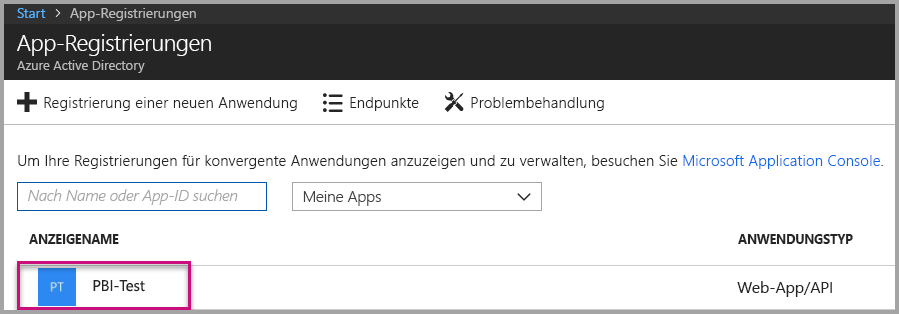 Start > App-Registrierungen
App-Registrierungen
Azure Active Directory
Registrierung einer neuen Anwendung Endpunkte Problembehandlung
Um Ihre Registrierungen für konvergente Anwendungen anzuzeigen und zu verwalten, besuchen Sie Microsoft Application Console.
Nach Name oder App-ID suchen Meine Apps
ANZEIGENAME ANWENDUNGSTYP
PT PBI-Test Web-App/API